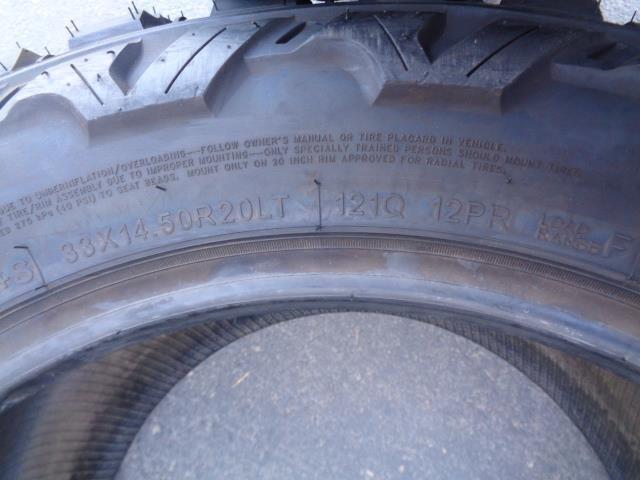 DUE TO UNDERINFLATION/OVERLOADING---FOLLOW OWNER'S MANUAL OR TIRE PLACARD IN VEHICLE.
TIRE/RIM ASSEMBLY DUE TO IMPROPER MOUNTING---ONLY SPECIALLY TRAINED PERSONS SHOULD MOUNT TIRES.
275 kPa (40 PSI) TO SEAT BEADS. MOUNT ONLY ON 20 INCH RIM APPROVED FOR RADIAL TIRES.
33X14.50R20LT 121Q 12PR LOAD RANGE F